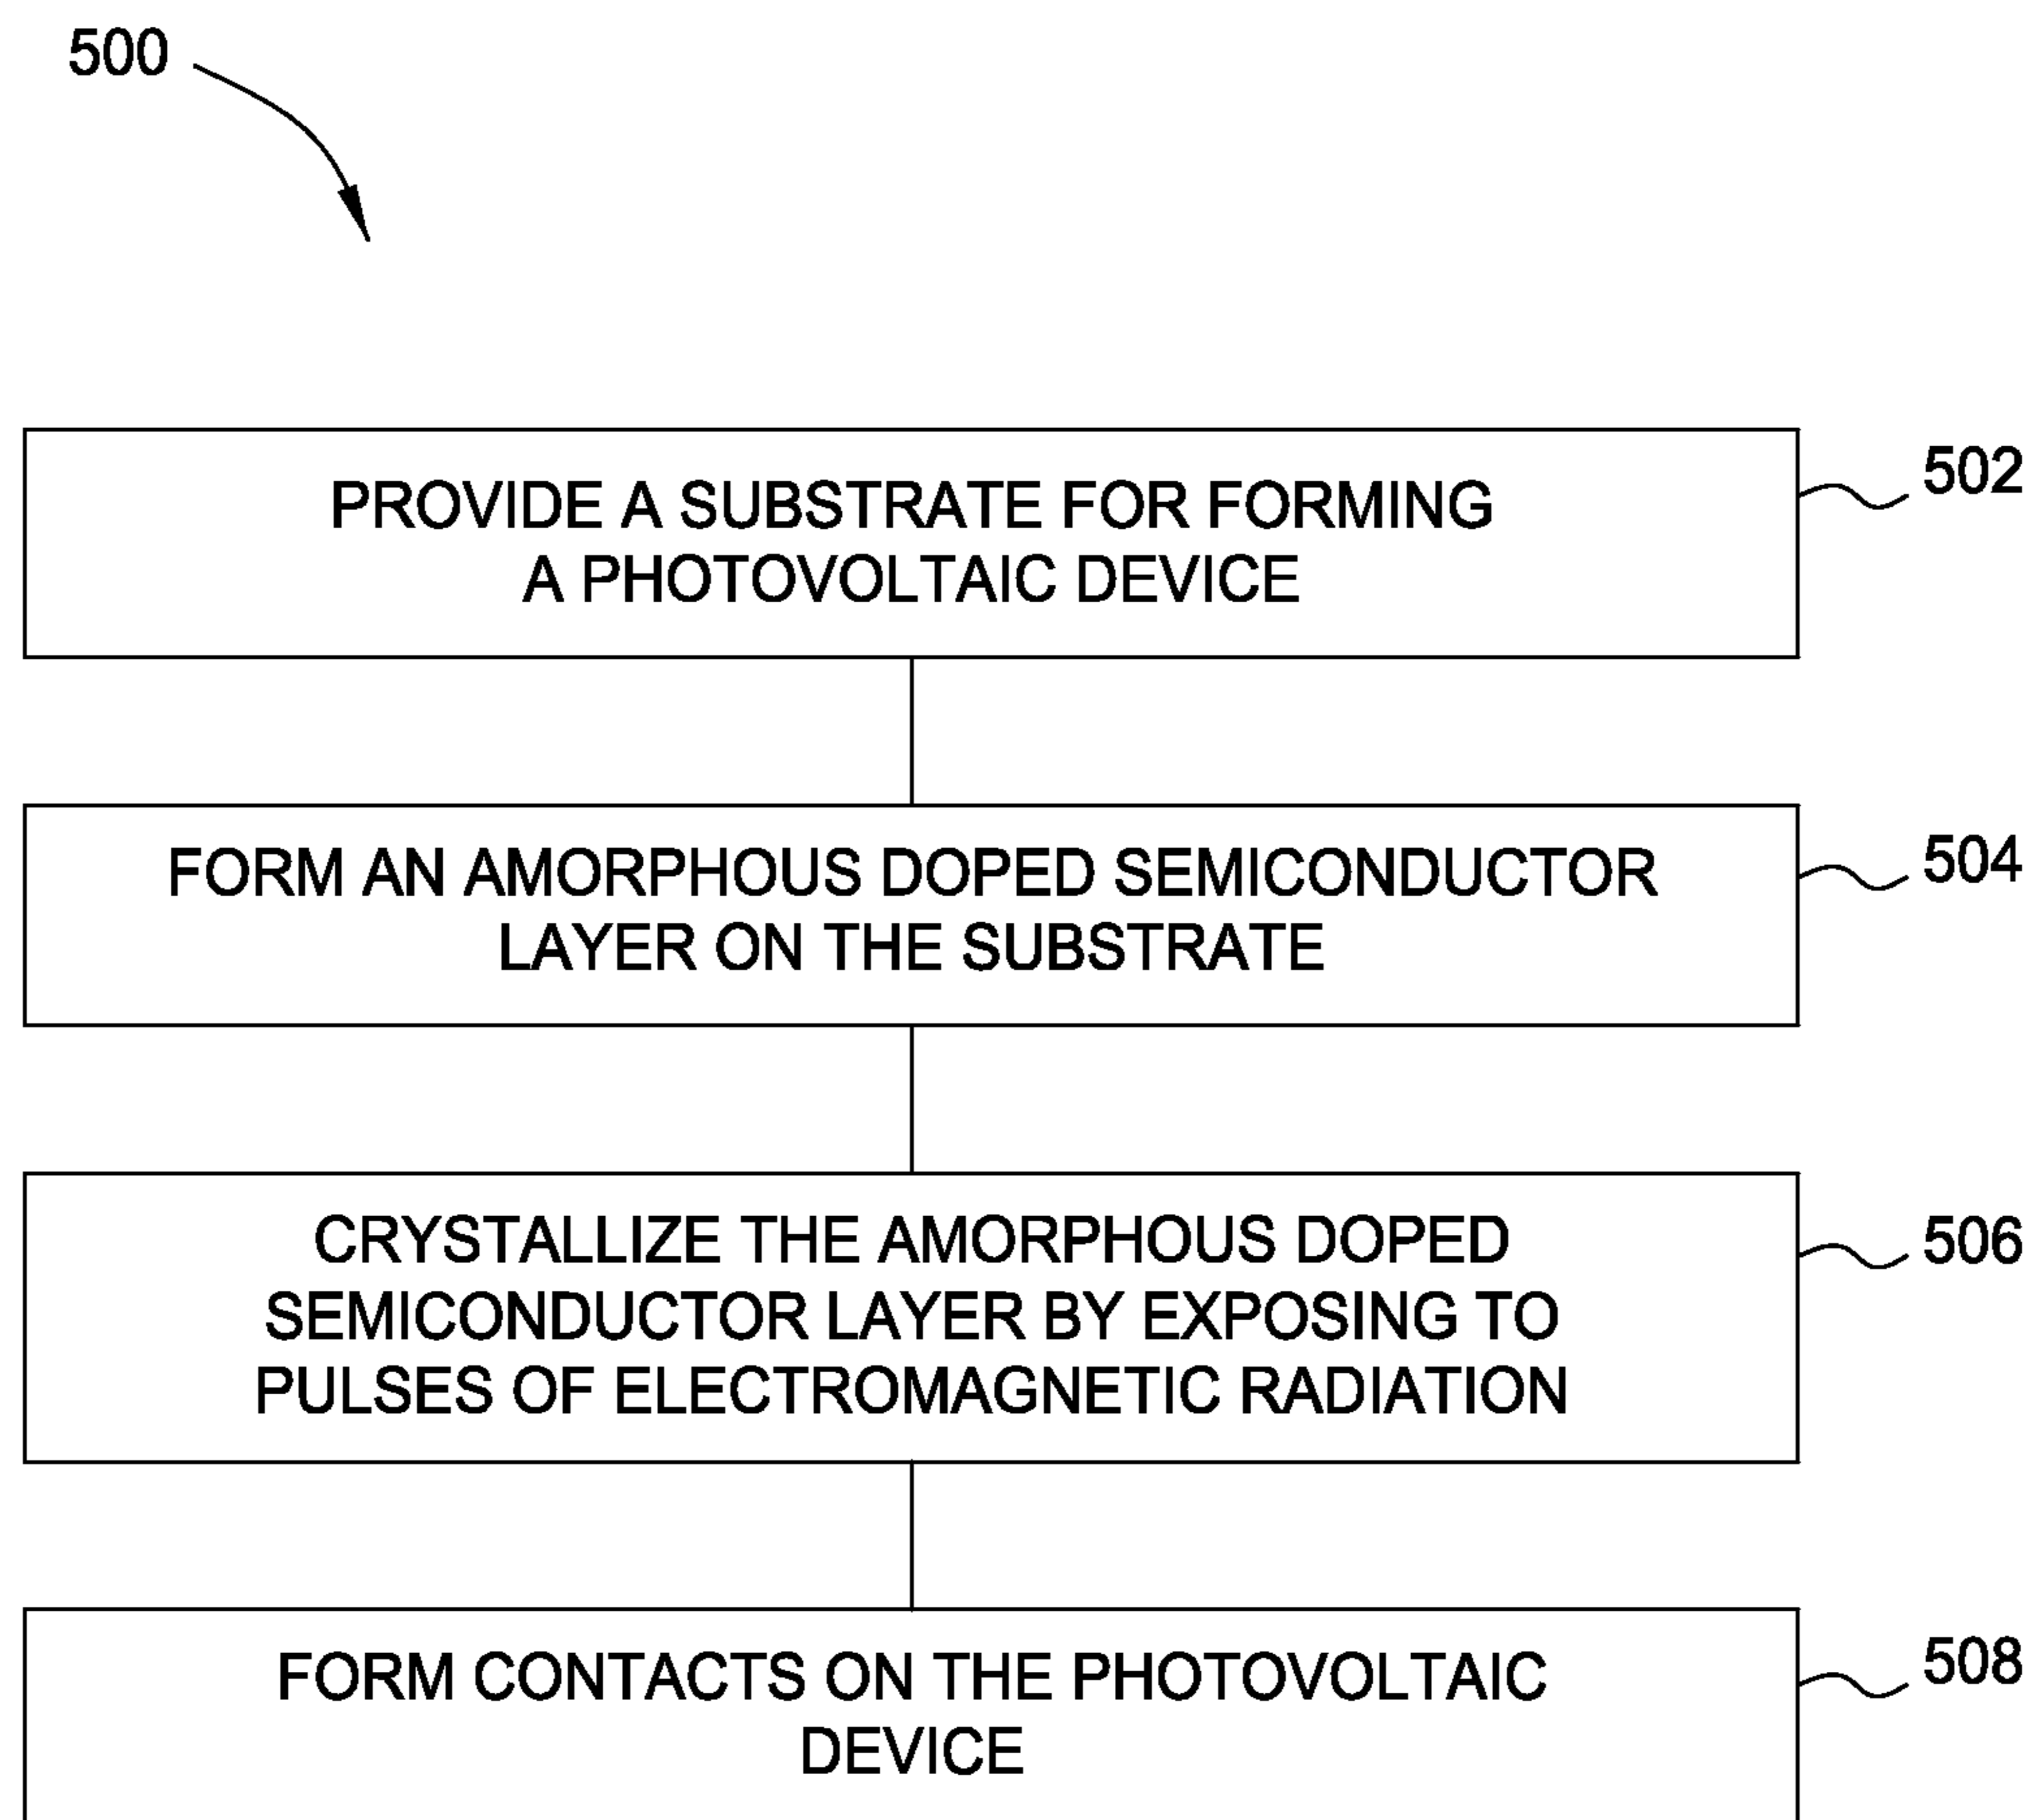 500
PROVIDE A SUBSTRATE FOR FORMING
A PHOTOVOLTAIC DEVICE
502
FORM AN AMORPHOUS DOPED SEMICONDUCTOR
LAYER ON THE SUBSTRATE
504
CRYSTALLIZE THE AMORPHOUS DOPED
SEMICONDUCTOR LAYER BY EXPOSING TO
PULSES OF ELECTROMAGNETIC RADIATION
506
FORM CONTACTS ON THE PHOTOVOLTAIC
DEVICE
508